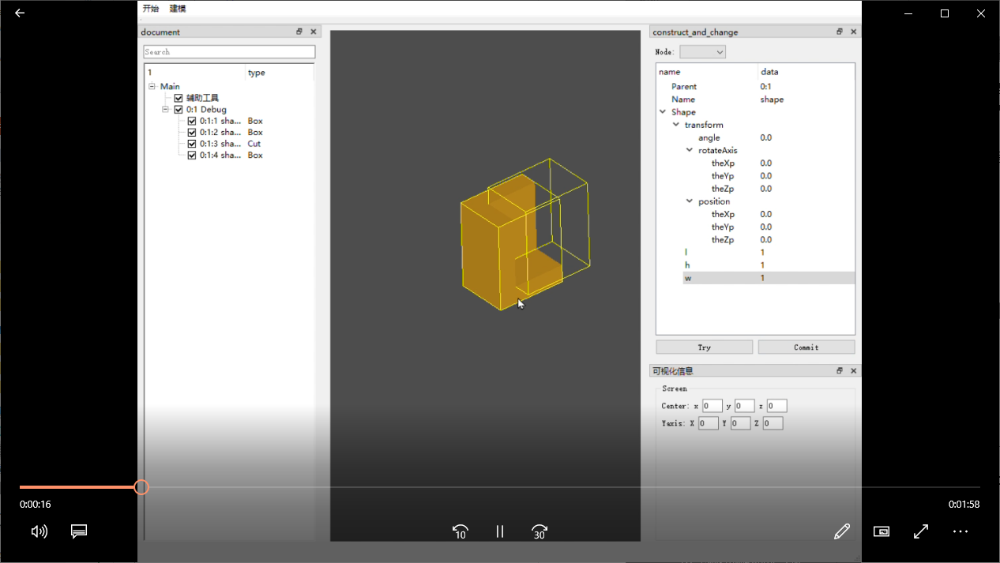 开始 建模
document
Search
1 type
Main
辅助工具
0:1 Debug
0:1:1 sha... Box
0:1:2 sha... Box
0:1:3 sha... Cut
0:1:4 sha... Box
construct_and_change
Node:
name data
Parent 0:1
Name shape
Shape
transform
angle 0.0
rotateAxis
theXp 0.0
theYp 0.0
theZp 0.0
position
theXp 0.0
theYp 0.0
theZp 0.0
l 1
h 1
w 1
Try Commit
可视化信息
Screen
Center: x 0 y 0 z 0
Yaxis: X 0 Y 0 Z 0
0:00:16 0:01:58
10 30